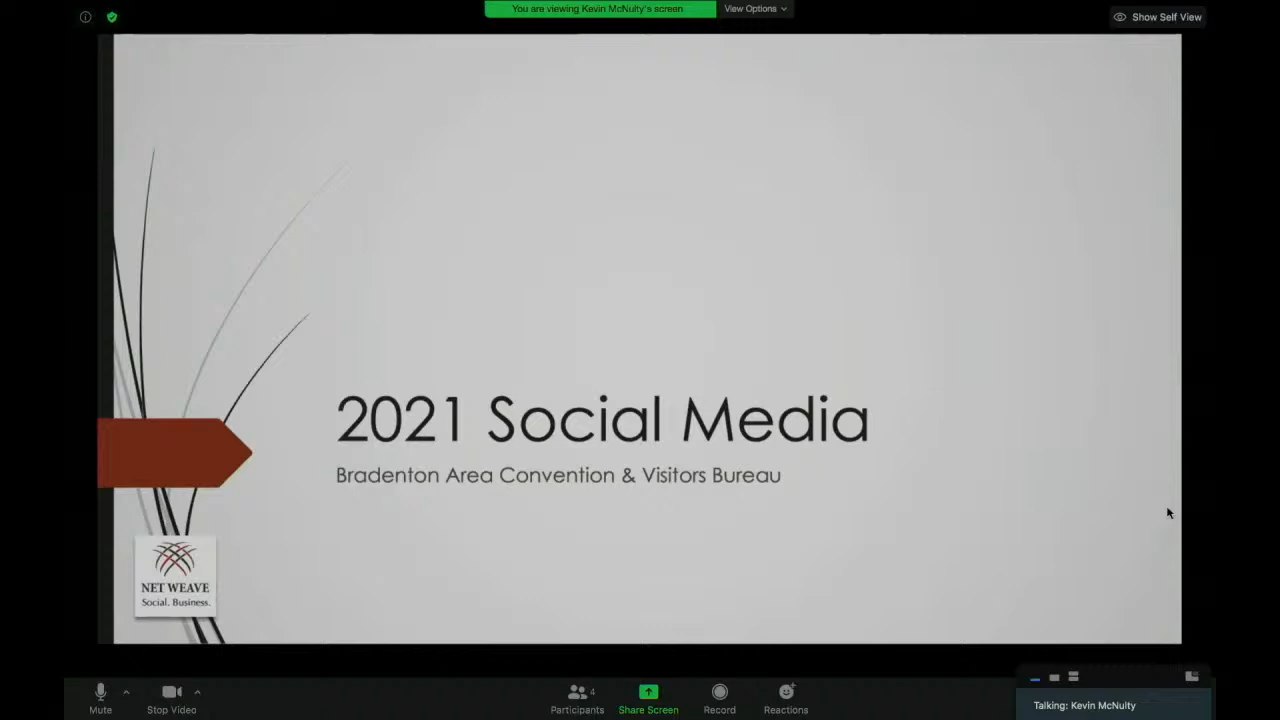 You are viewing Kevin McNulty's screen
View Options
Show Self View
2021 Social Media
Bradenton Area Convention & Visitors Bureau
NET WEAVE
Social. Business.
Mute
Stop Video
Participants
4
Share Screen
Record
Reactions
Talking: Kevin McNulty